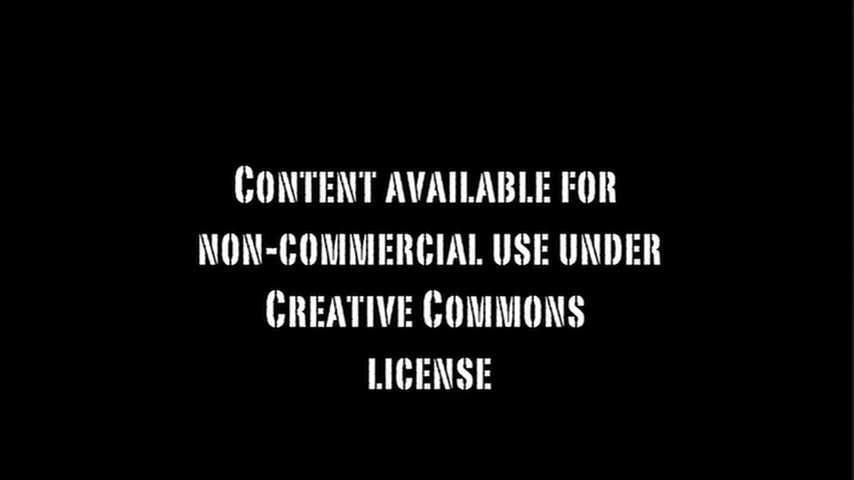 Content available for
non-commercial use under
Creative Commons
license